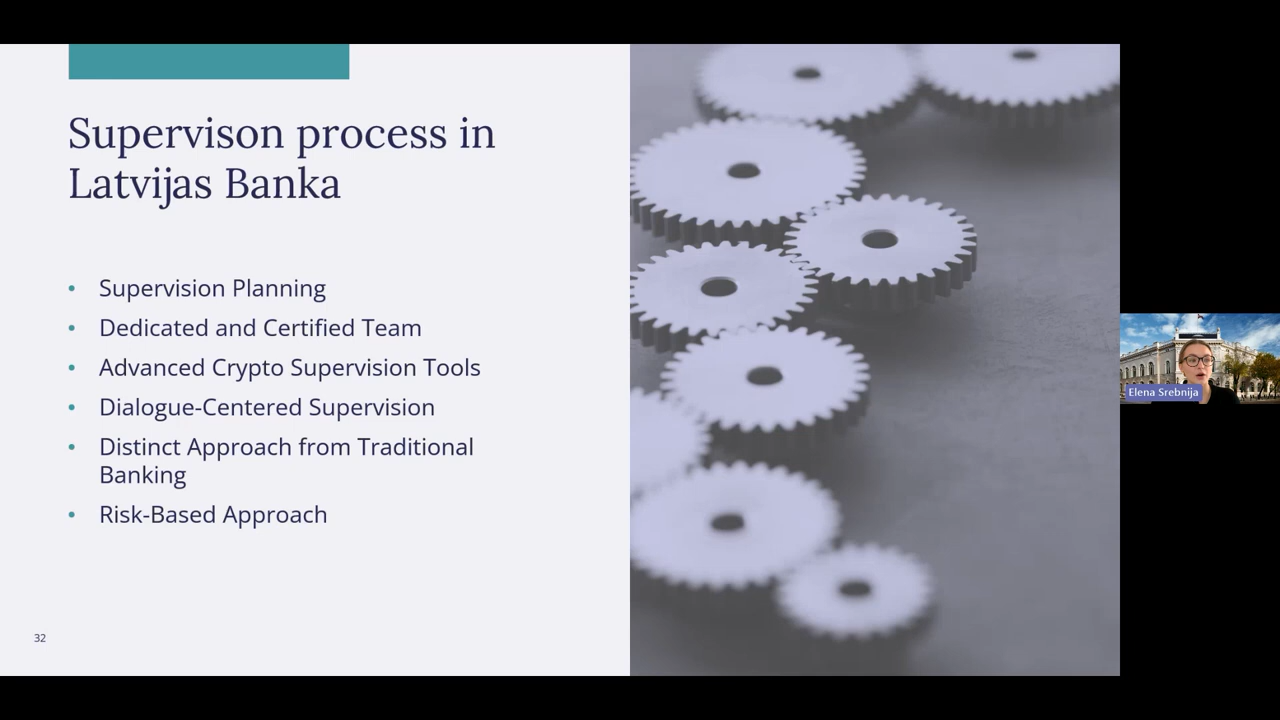 Supervison process in
Latvijas Banka
• Supervision Planning
• Dedicated and Certified Team
• Advanced Crypto Supervision Tools
• Dialogue-Centered Supervision
• Distinct Approach from Traditional
Banking
• Risk-Based Approach
32
Elena Srebnija